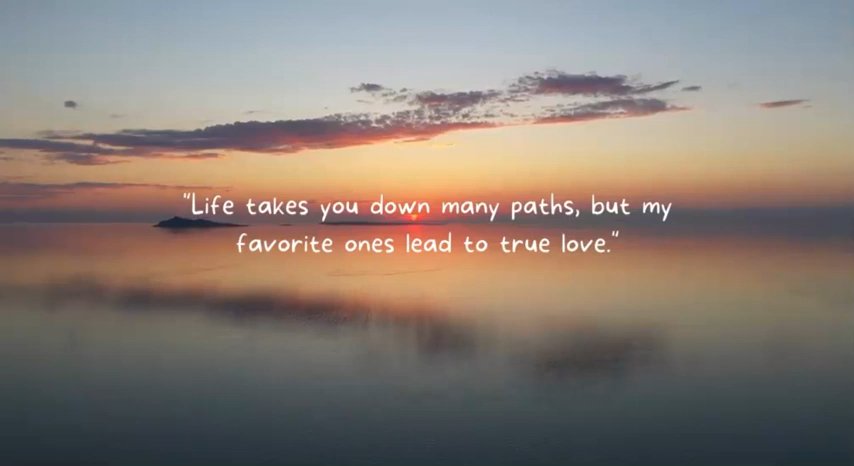 "Life takes you down many paths, but my
favorite ones lead to true love."